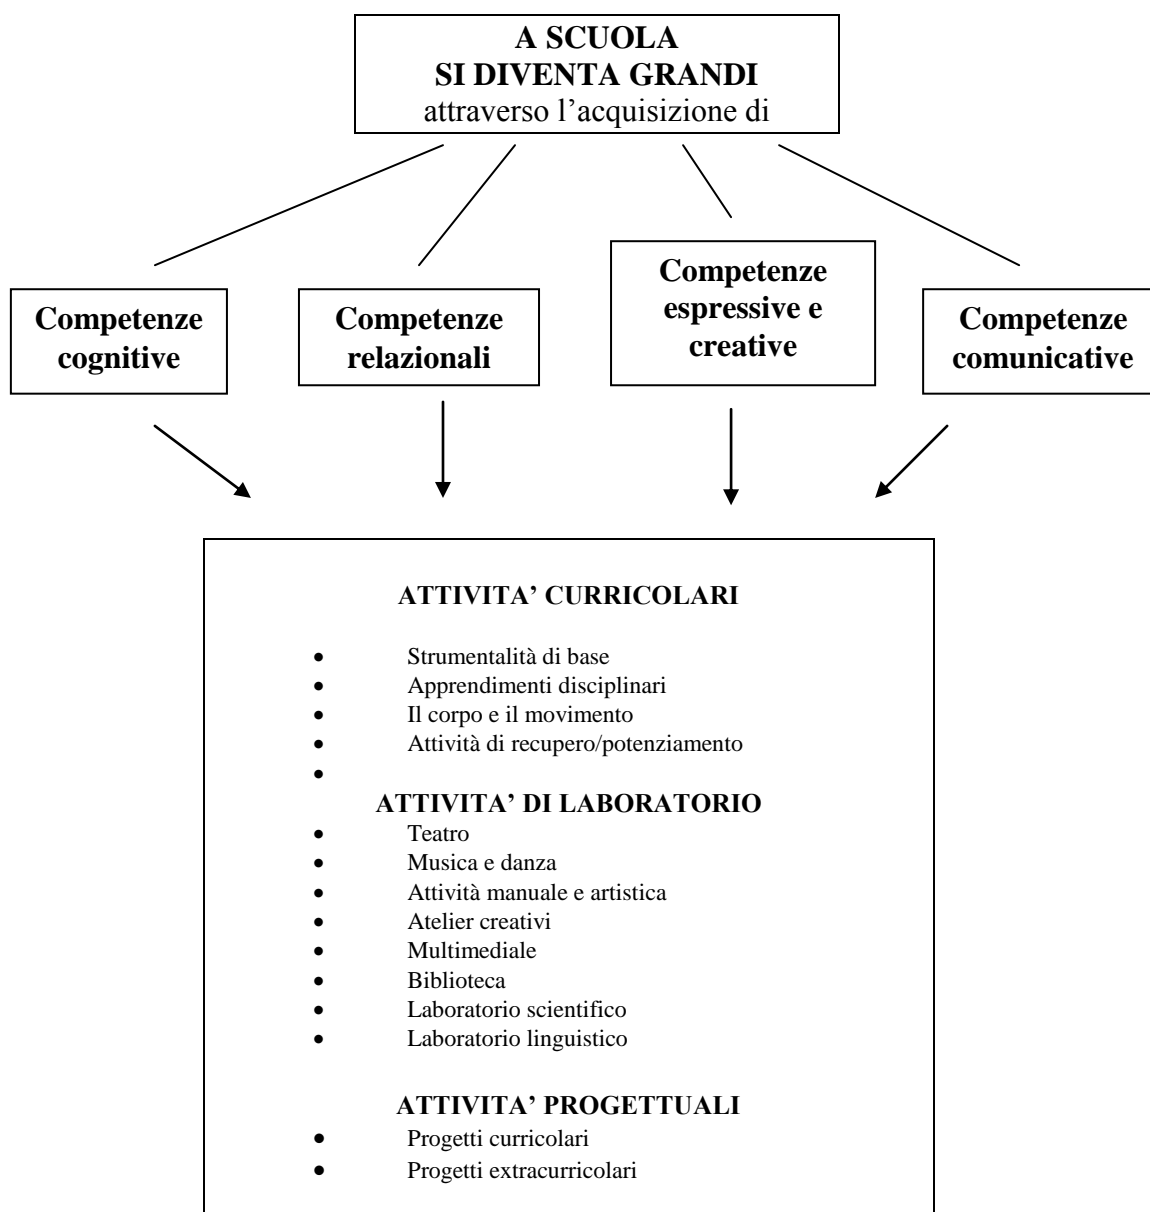 A SCUOLA
SI DIVENTA GRANDI
attraverso l’acquisizione di
Competenze
cognitive
Competenze
relazionali
Competenze
espressive e
creative
Competenze
comunicative
ATTIVITA’ CURRICOLARI
• Strumentalità di base
• Apprendimenti disciplinari
• Il corpo e il movimento
• Attività di recupero/potenziamento
•
ATTIVITA’ DI LABORATORIO
• Teatro
• Musica e danza
• Attività manuale e artistica
• Atelier creativi
• Multimediale
• Biblioteca
• Laboratorio scientifico
• Laboratorio linguistico
ATTIVITA’ PROGETTUALI
• Progetti curricolari
• Progetti extracurricolari